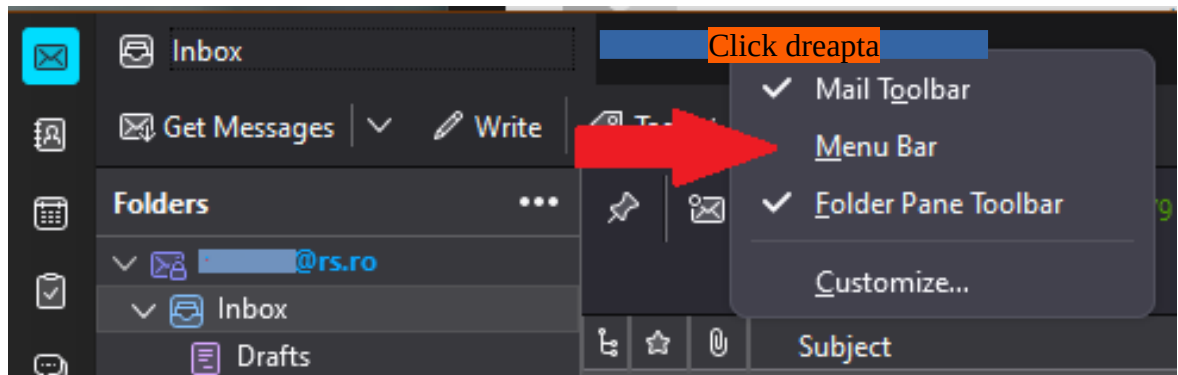 Inbox
Click dreapta
Mail Toolbar
Get Messages
Write
Menu Bar
Folders
Folder Pane Toolbar
@rs.ro
Customize...
Inbox
Subject
Drafts